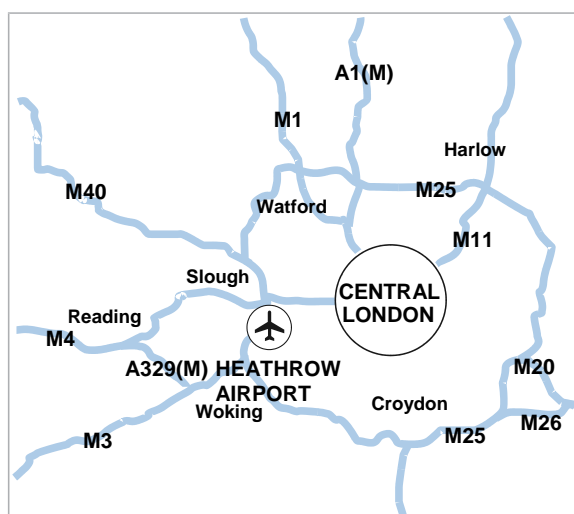 A1(M)
M1
Harlow
M40
M25
Watford
M11
Slough
CENTRAL
LONDON
Reading
M4
A329(M)
HEATHROW
AIRPORT
M20
Woking
Croydon
M26
M3
M25